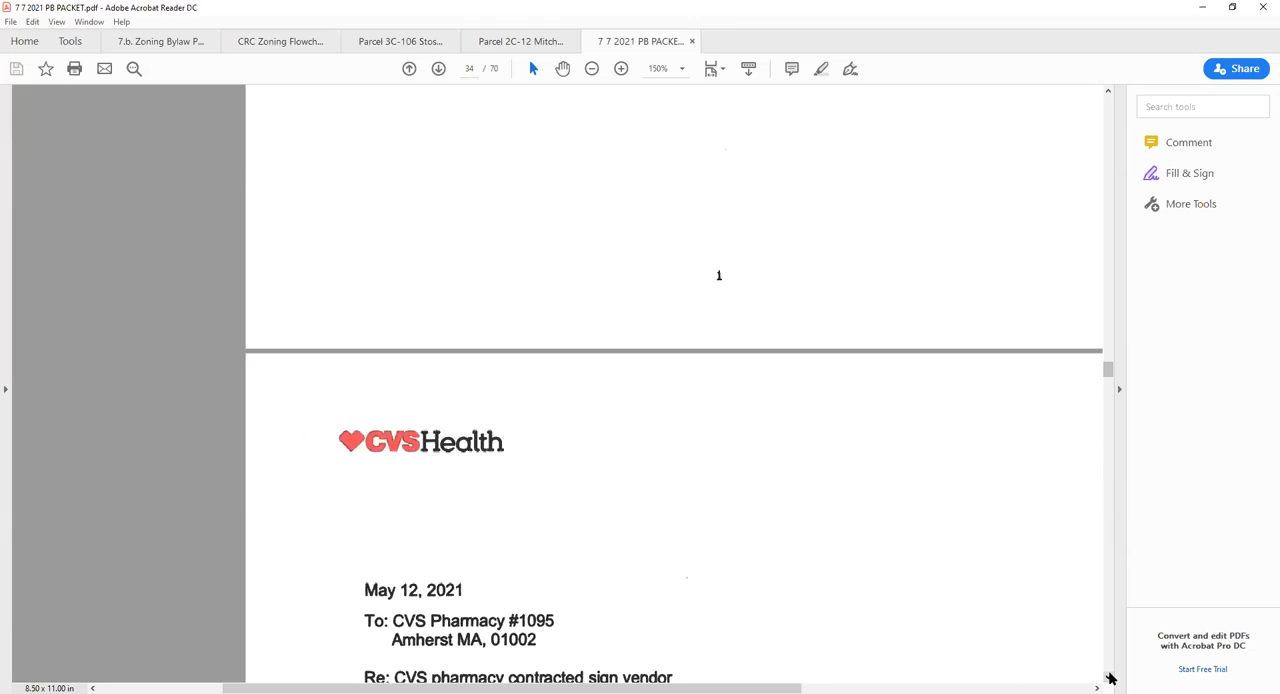 7 7 2021 PB PACKET.pdf - Adobe Acrobat Reader DC
File Edit View Window Help
Home Tools 7.b. Zoning Bylaw P... CRC Zoning Flowch... Parcel 3C-106 Stos... Parcel 2C-12 Mitch... 7 7 2021 PB PACKE... ×
34 / 70 150% Share
Search tools
Comment
Fill & Sign
More Tools
1
CVSHealth
May 12, 2021
To: CVS Pharmacy #1095
Amherst MA, 01002
Re: CVS pharmacy contracted sign vendor
Convert and edit PDFs
with Acrobat Pro DC
Start Free Trial
8.50 x 11.00 in